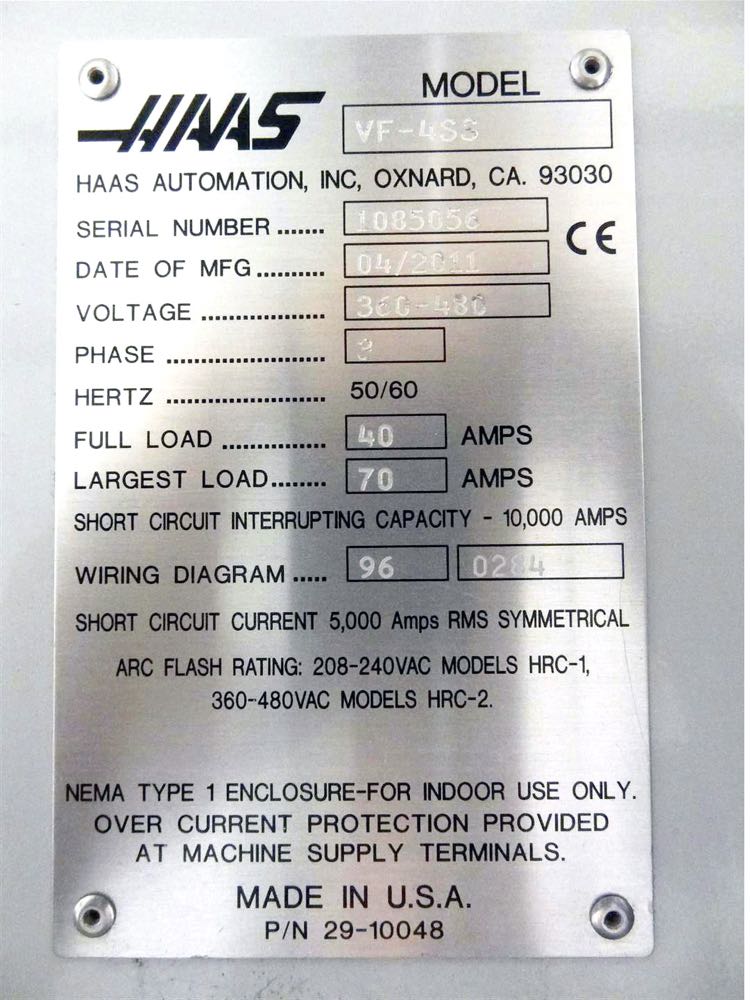 MODEL
HAAS VF-4SS
HAAS AUTOMATION, INC, OXNARD, CA. 93030
SERIAL NUMBER ....... 1085056
CE
DATE OF MFG.......... 04/2011
VOLTAGE .................. 360-480
PHASE ....................... 3
HERTZ ....................... 50/60
FULL LOAD ............... 40 AMPS
LARGEST LOAD........ 70 AMPS
SHORT CIRCUIT INTERRUPTING CAPACITY - 10,000 AMPS
WIRING DIAGRAM ..... 96 0284
SHORT CIRCUIT CURRENT 5,000 Amps RMS SYMMETRICAL
ARC FLASH RATING: 208-240VAC MODELS HRC-1,
360-480VAC MODELS HRC-2.
NEMA TYPE 1 ENCLOSURE-FOR INDOOR USE ONLY.
OVER CURRENT PROTECTION PROVIDED
AT MACHINE SUPPLY TERMINALS.
MADE IN U.S.A.
P/N 29-10048